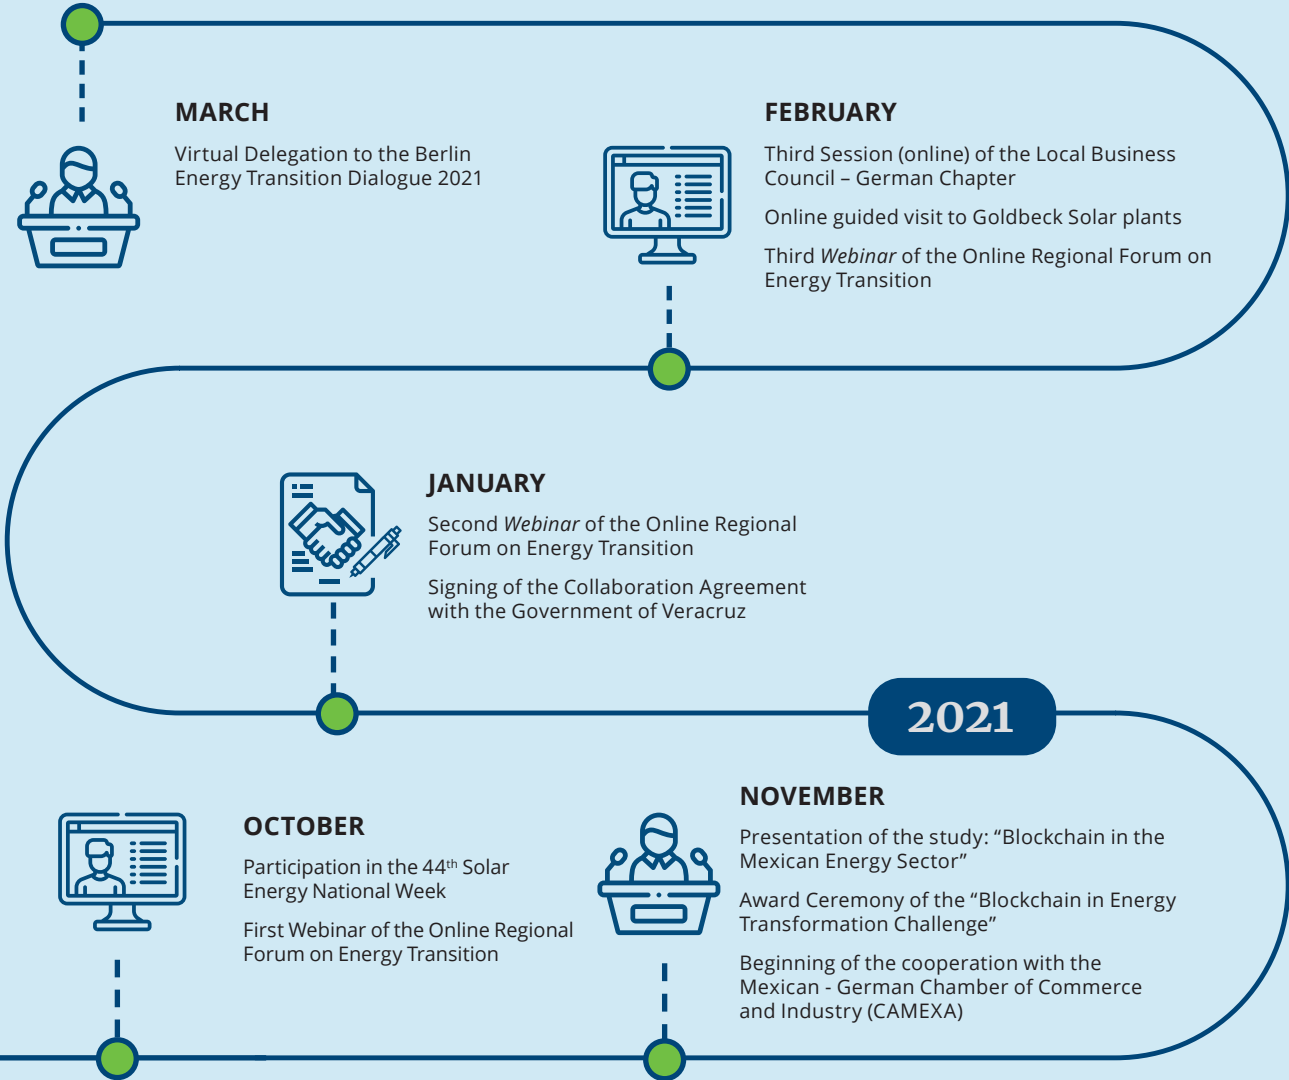 MARCH
Virtual Delegation to the Berlin
Energy Transition Dialogue 2021
FEBRUARY
Third Session (online) of the Local Business
Council – German Chapter
Online guided visit to Goldbeck Solar plants
Third Webinar of the Online Regional Forum on
Energy Transition
JANUARY
Second Webinar of the Online Regional
Forum on Energy Transition
Signing of the Collaboration Agreement
with the Government of Veracruz
2021
OCTOBER
Participation in the 44th Solar
Energy National Week
First Webinar of the Online Regional
Forum on Energy Transition
NOVEMBER
Presentation of the study: “Blockchain in the
Mexican Energy Sector”
Award Ceremony of the “Blockchain in Energy
Transformation Challenge”
Beginning of the cooperation with the
Mexican - German Chamber of Commerce
and Industry (CAMEXA)